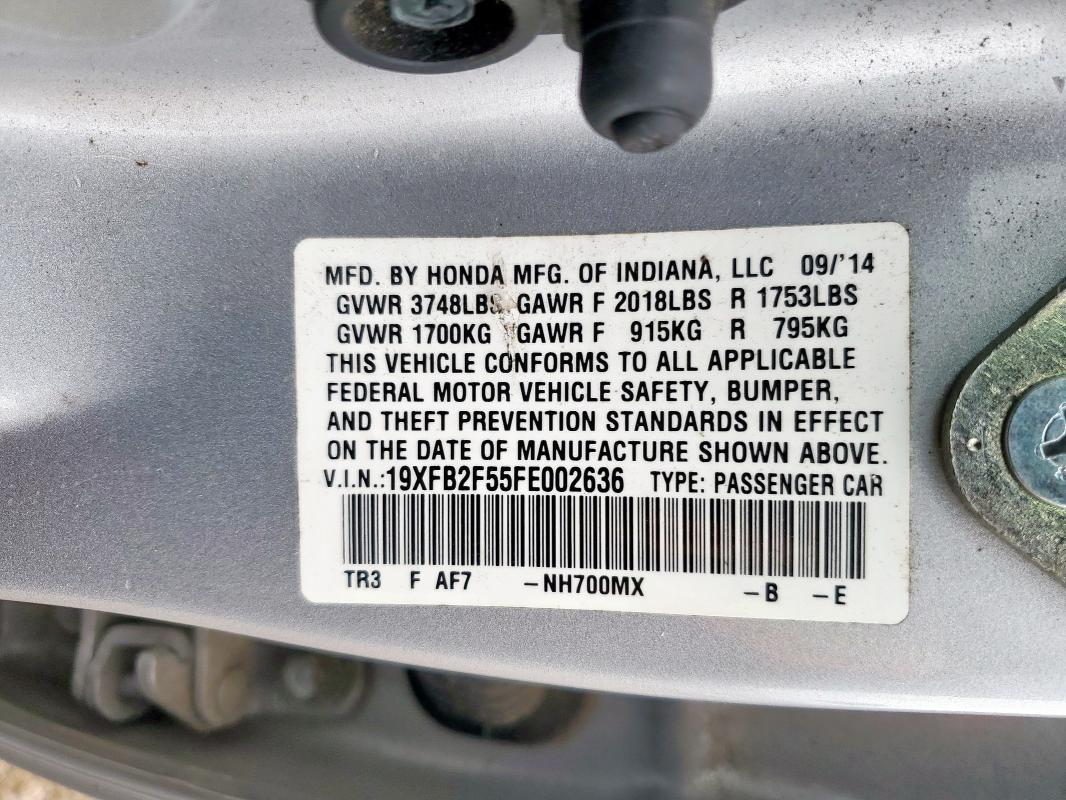 MFD. BY HONDA MFG. OF INDIANA, LLC 09/'14
GVWR 3748LBS GAWR F 2018LBS R 1753LBS
GVWR 1700KG GAWR F 915KG R 795KG
THIS VEHICLE CONFORMS TO ALL APPLICABLE
FEDERAL MOTOR VEHICLE SAFETY, BUMPER,
AND THEFT PREVENTION STANDARDS IN EFFECT
ON THE DATE OF MANUFACTURE SHOWN ABOVE.
V.I.N.:19XFB2F55FE002636 TYPE: PASSENGER CAR
TR3 F AF7 -NH700MX -B -E